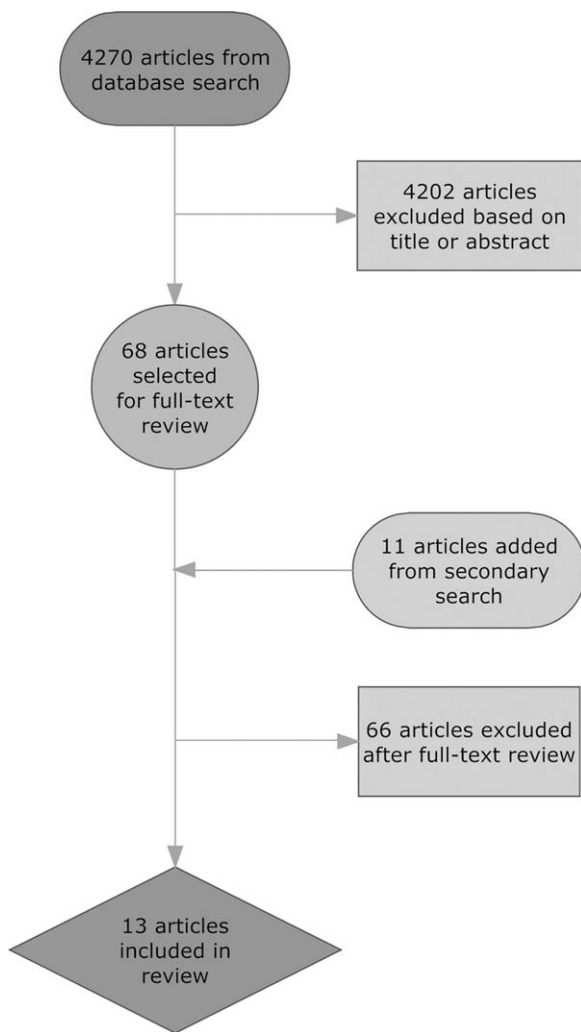 4270 articles from
database search
4202 articles
excluded based on
title or abstract
68 articles
selected
for full-text
review
11 articles added
from secondary
search
66 articles excluded
after full-text review
13 articles
included in
review